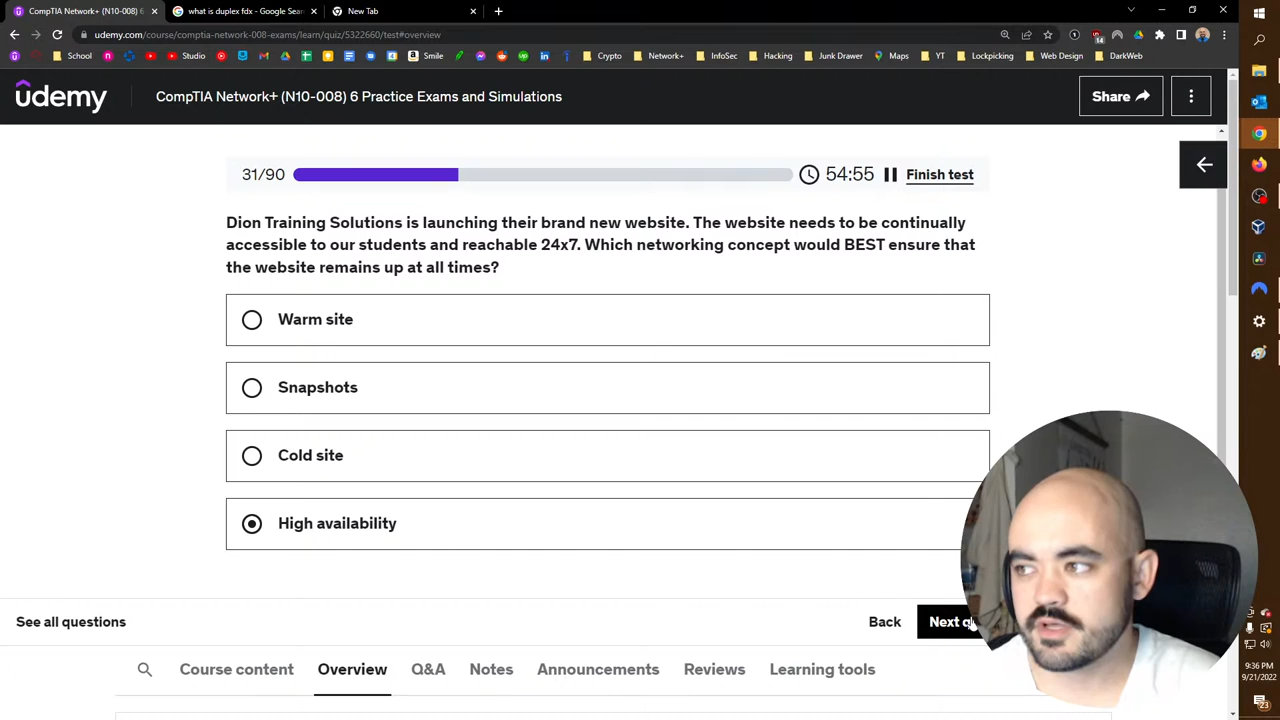 CompTIA Network+ (N10-008) 6
what is duplex fdx - Google Sear
New Tab
udemy.com/course/comptia-network-008-exams/learn/quiz/5322660/test#overview
14
School
Studio
Smile
Crypto
Network+
InfoSec
Hacking
Junk Drawer
Maps
YT
Lockpicking
Web Design
DarkWeb
udemy
CompTIA Network+ (N10-008) 6 Practice Exams and Simulations
Share
31/90
54:55
Finish test
Dion Training Solutions is launching their brand new website. The website needs to be continually
accessible to our students and reachable 24x7. Which networking concept would BEST ensure that
the website remains up at all times?
Warm site
Snapshots
Cold site
High availability
See all questions
Back
Next q
Course content
Overview
Q&A
Notes
Announcements
Reviews
Learning tools
9:36 PM
9/21/2022
23